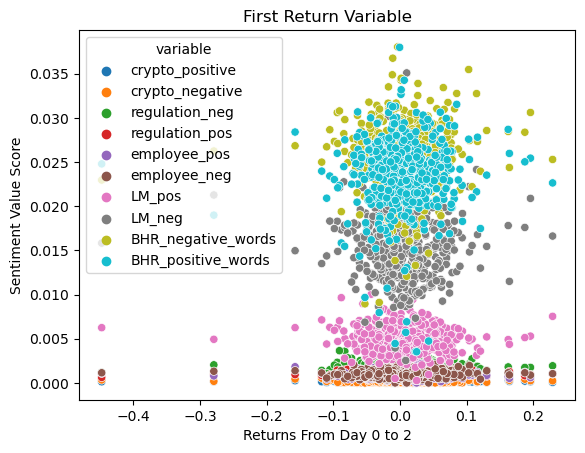 First Return Variable
Sentiment Value Score
0.035
0.030
0.025
0.020
0.015
0.010
0.005
0.000
variable
crypto_positive
crypto_negative
regulation_neg
regulation_pos
employee_pos
employee_neg
LM_pos
LM_neg
BHR_negative_words
BHR_positive_words
−0.4 −0.3 −0.2 −0.1 0.0 0.1 0.2
Returns From Day 0 to 2